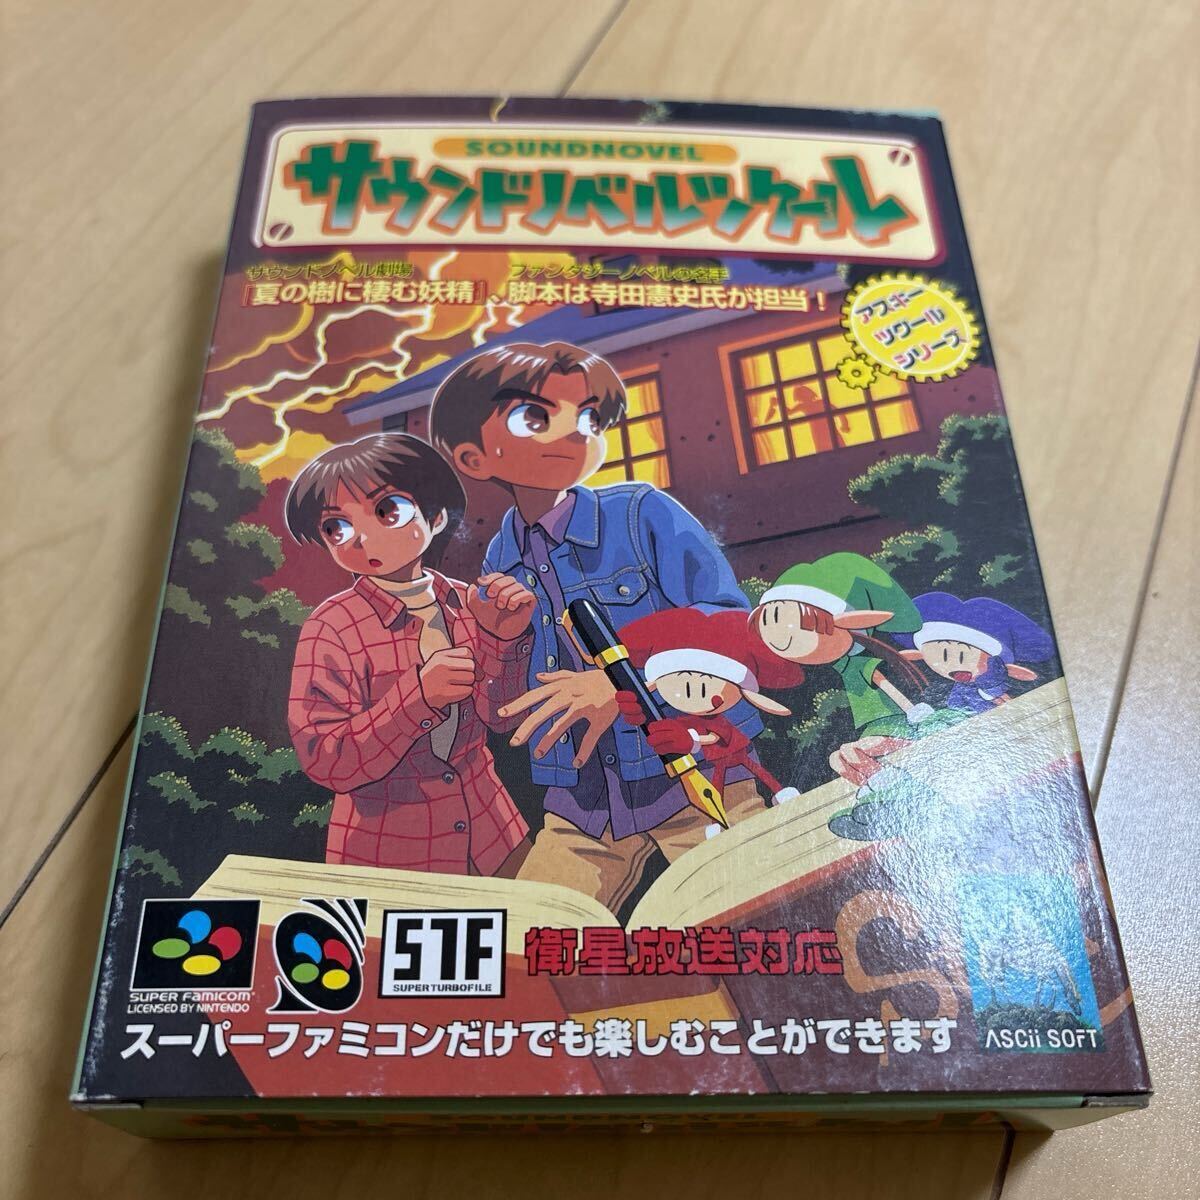 SOUNDNOVEL
サウンドノベルツクール
サウンドノベル劇場
『夏の樹に棲む妖精』、
ファンタジーノベルの名手
脚本は寺田憲史氏が担当!
アスキー
ツクール
シリーズ
SUPER FAMICOM
LICENSED BY NINTENDO
STF
SUPER TURBOFILE
衛星放送対応
ASCii SOFT
スーパーファミコンだけでも楽しむことができます
SOUNDNOVEL